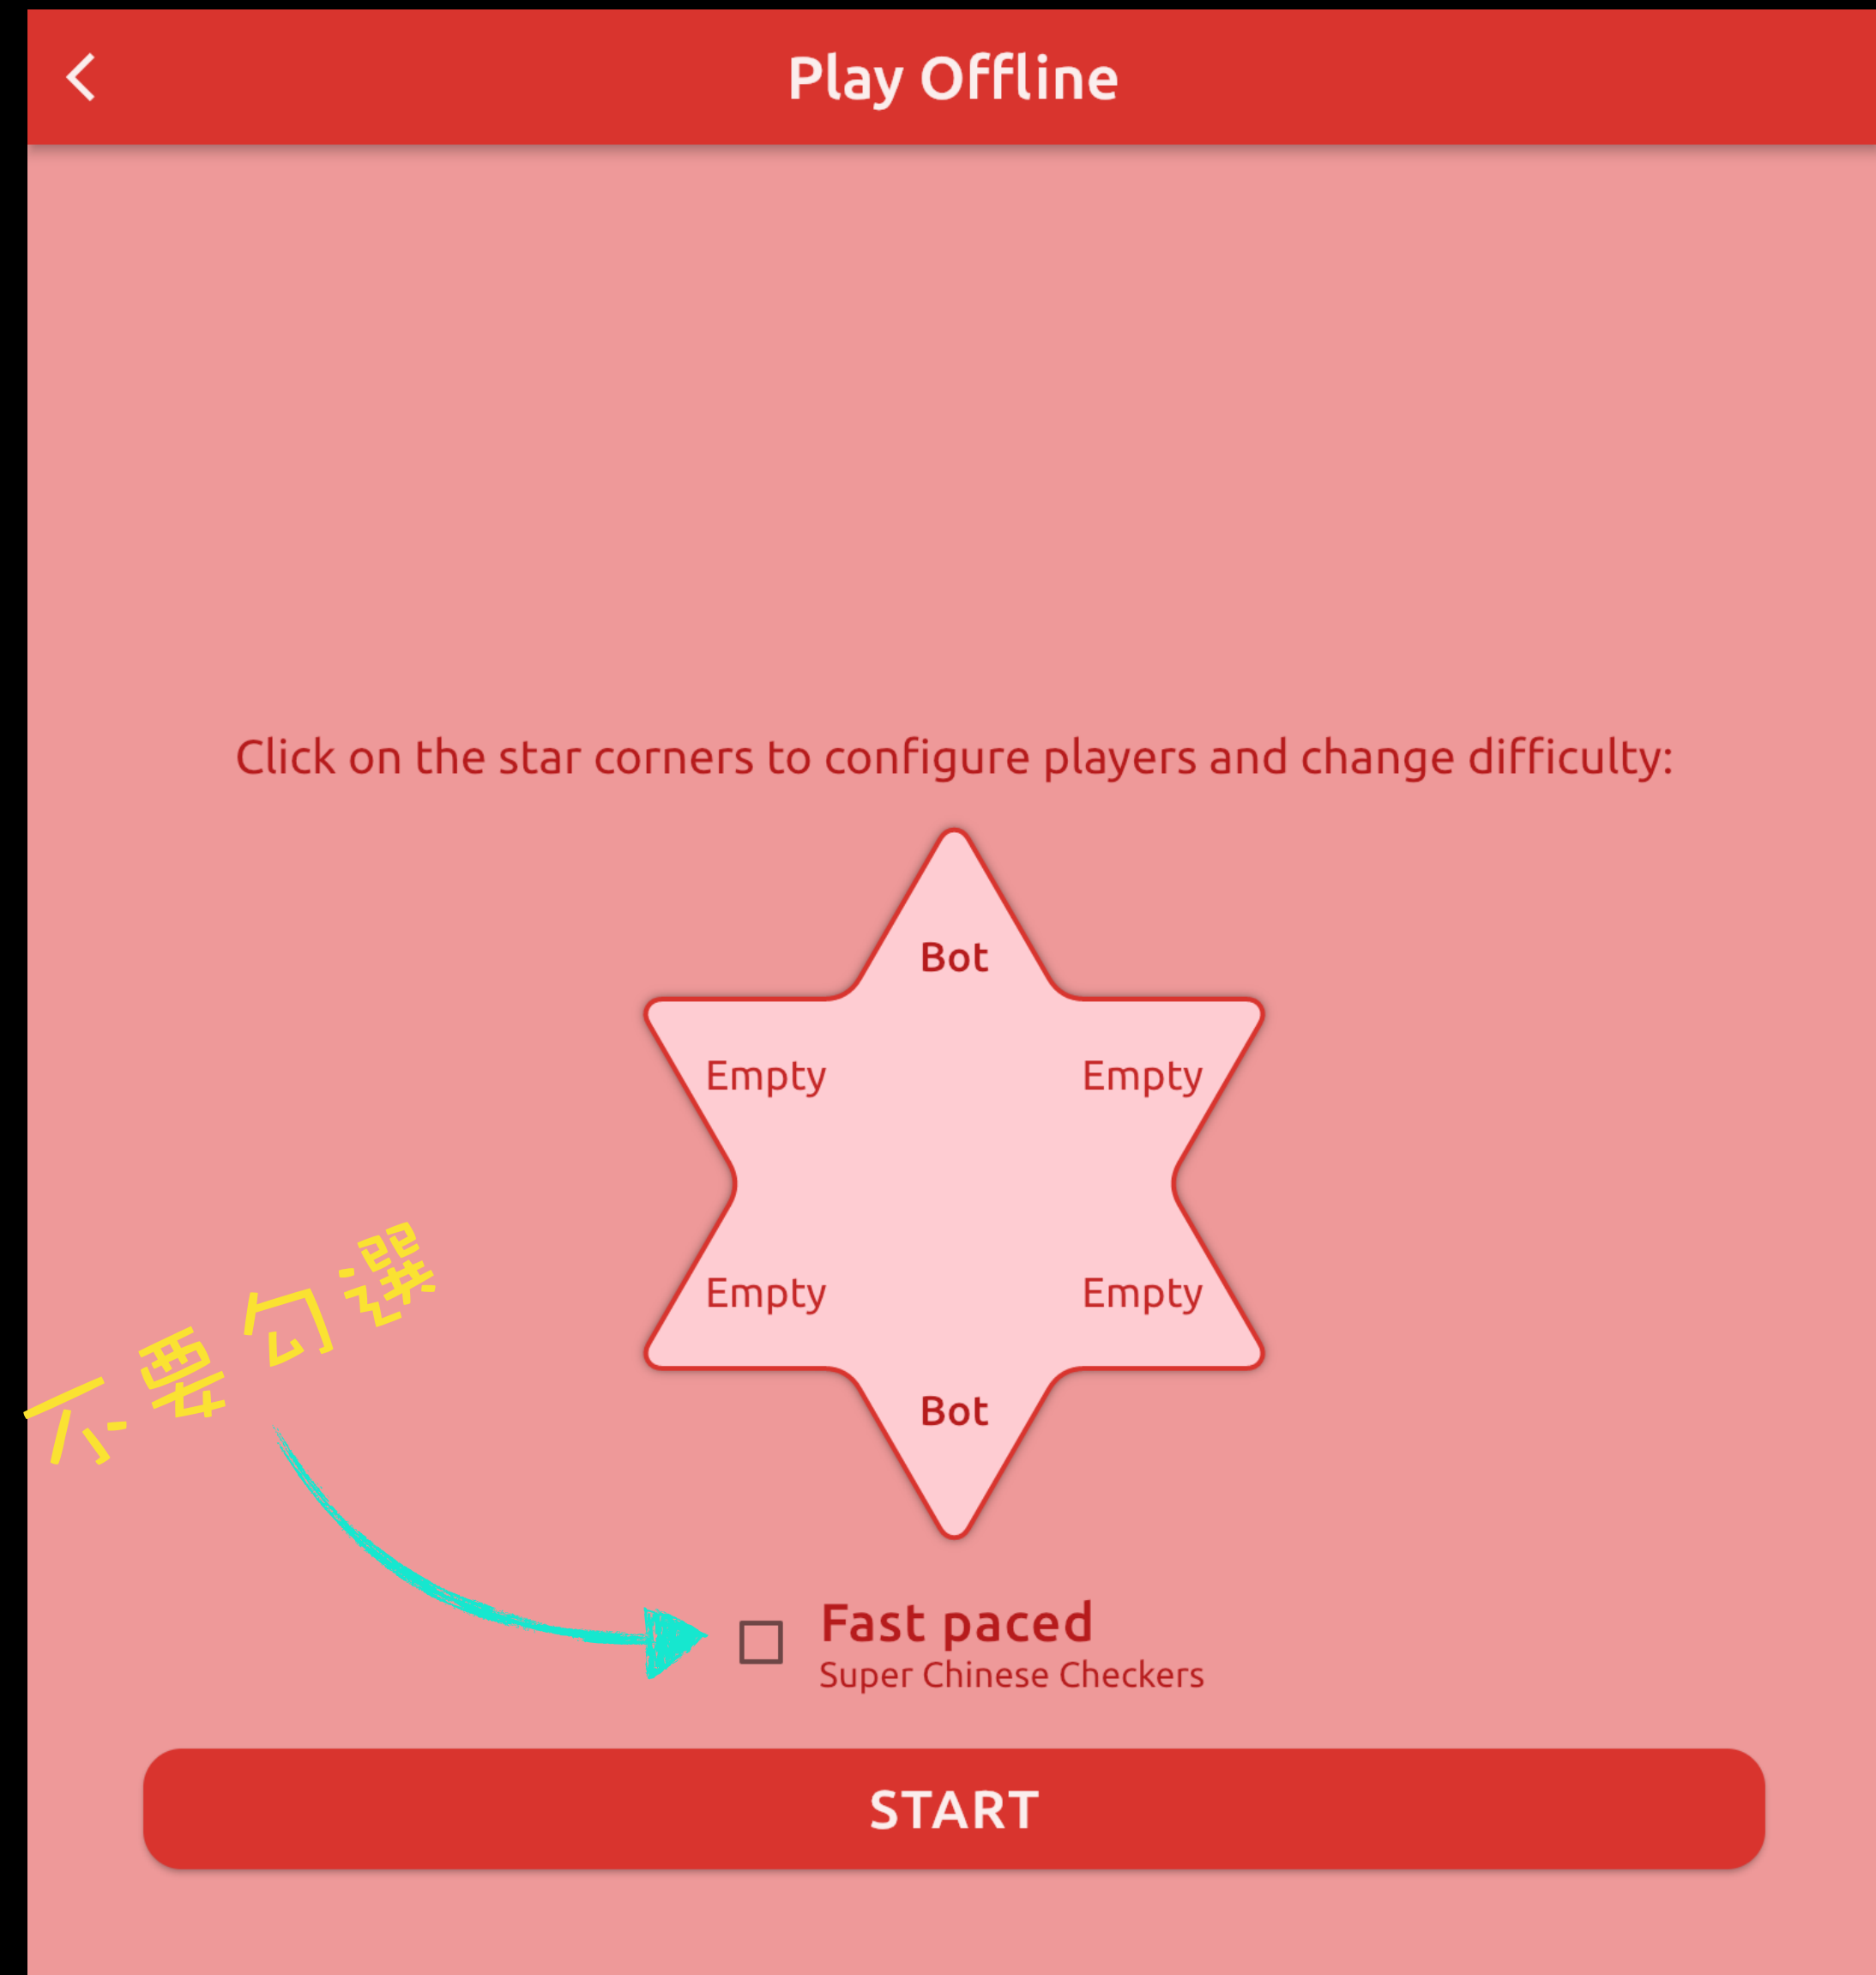 Play Offline
Click on the star corners to configure players and change difficulty:
Bot
Empty
Empty
Empty
Empty
Bot
不要勾選
Fast paced
Super Chinese Checkers
START